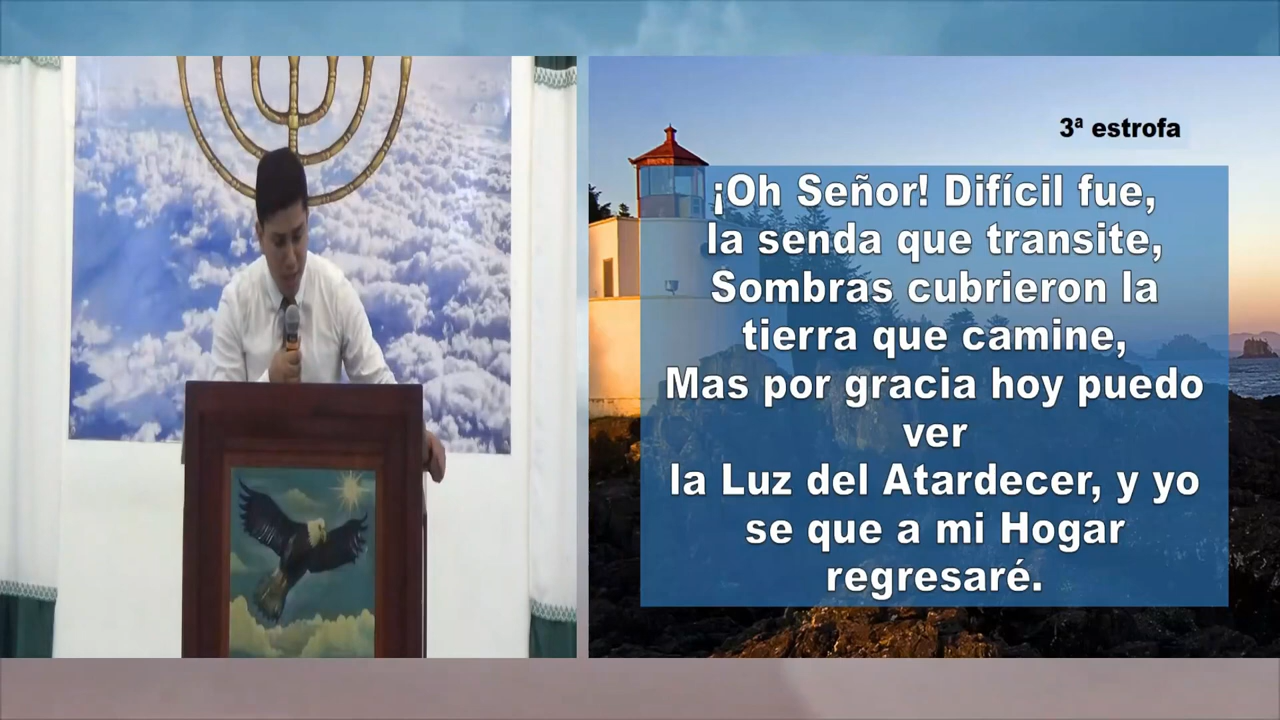 3ª estrofa
¡Oh Señor! Difícil fue,
la senda que transite,
Sombras cubrieron la
tierra que camine,
Mas por gracia hoy puedo
ver
la Luz del Atardecer, y yo
se que a mi Hogar
regresaré.